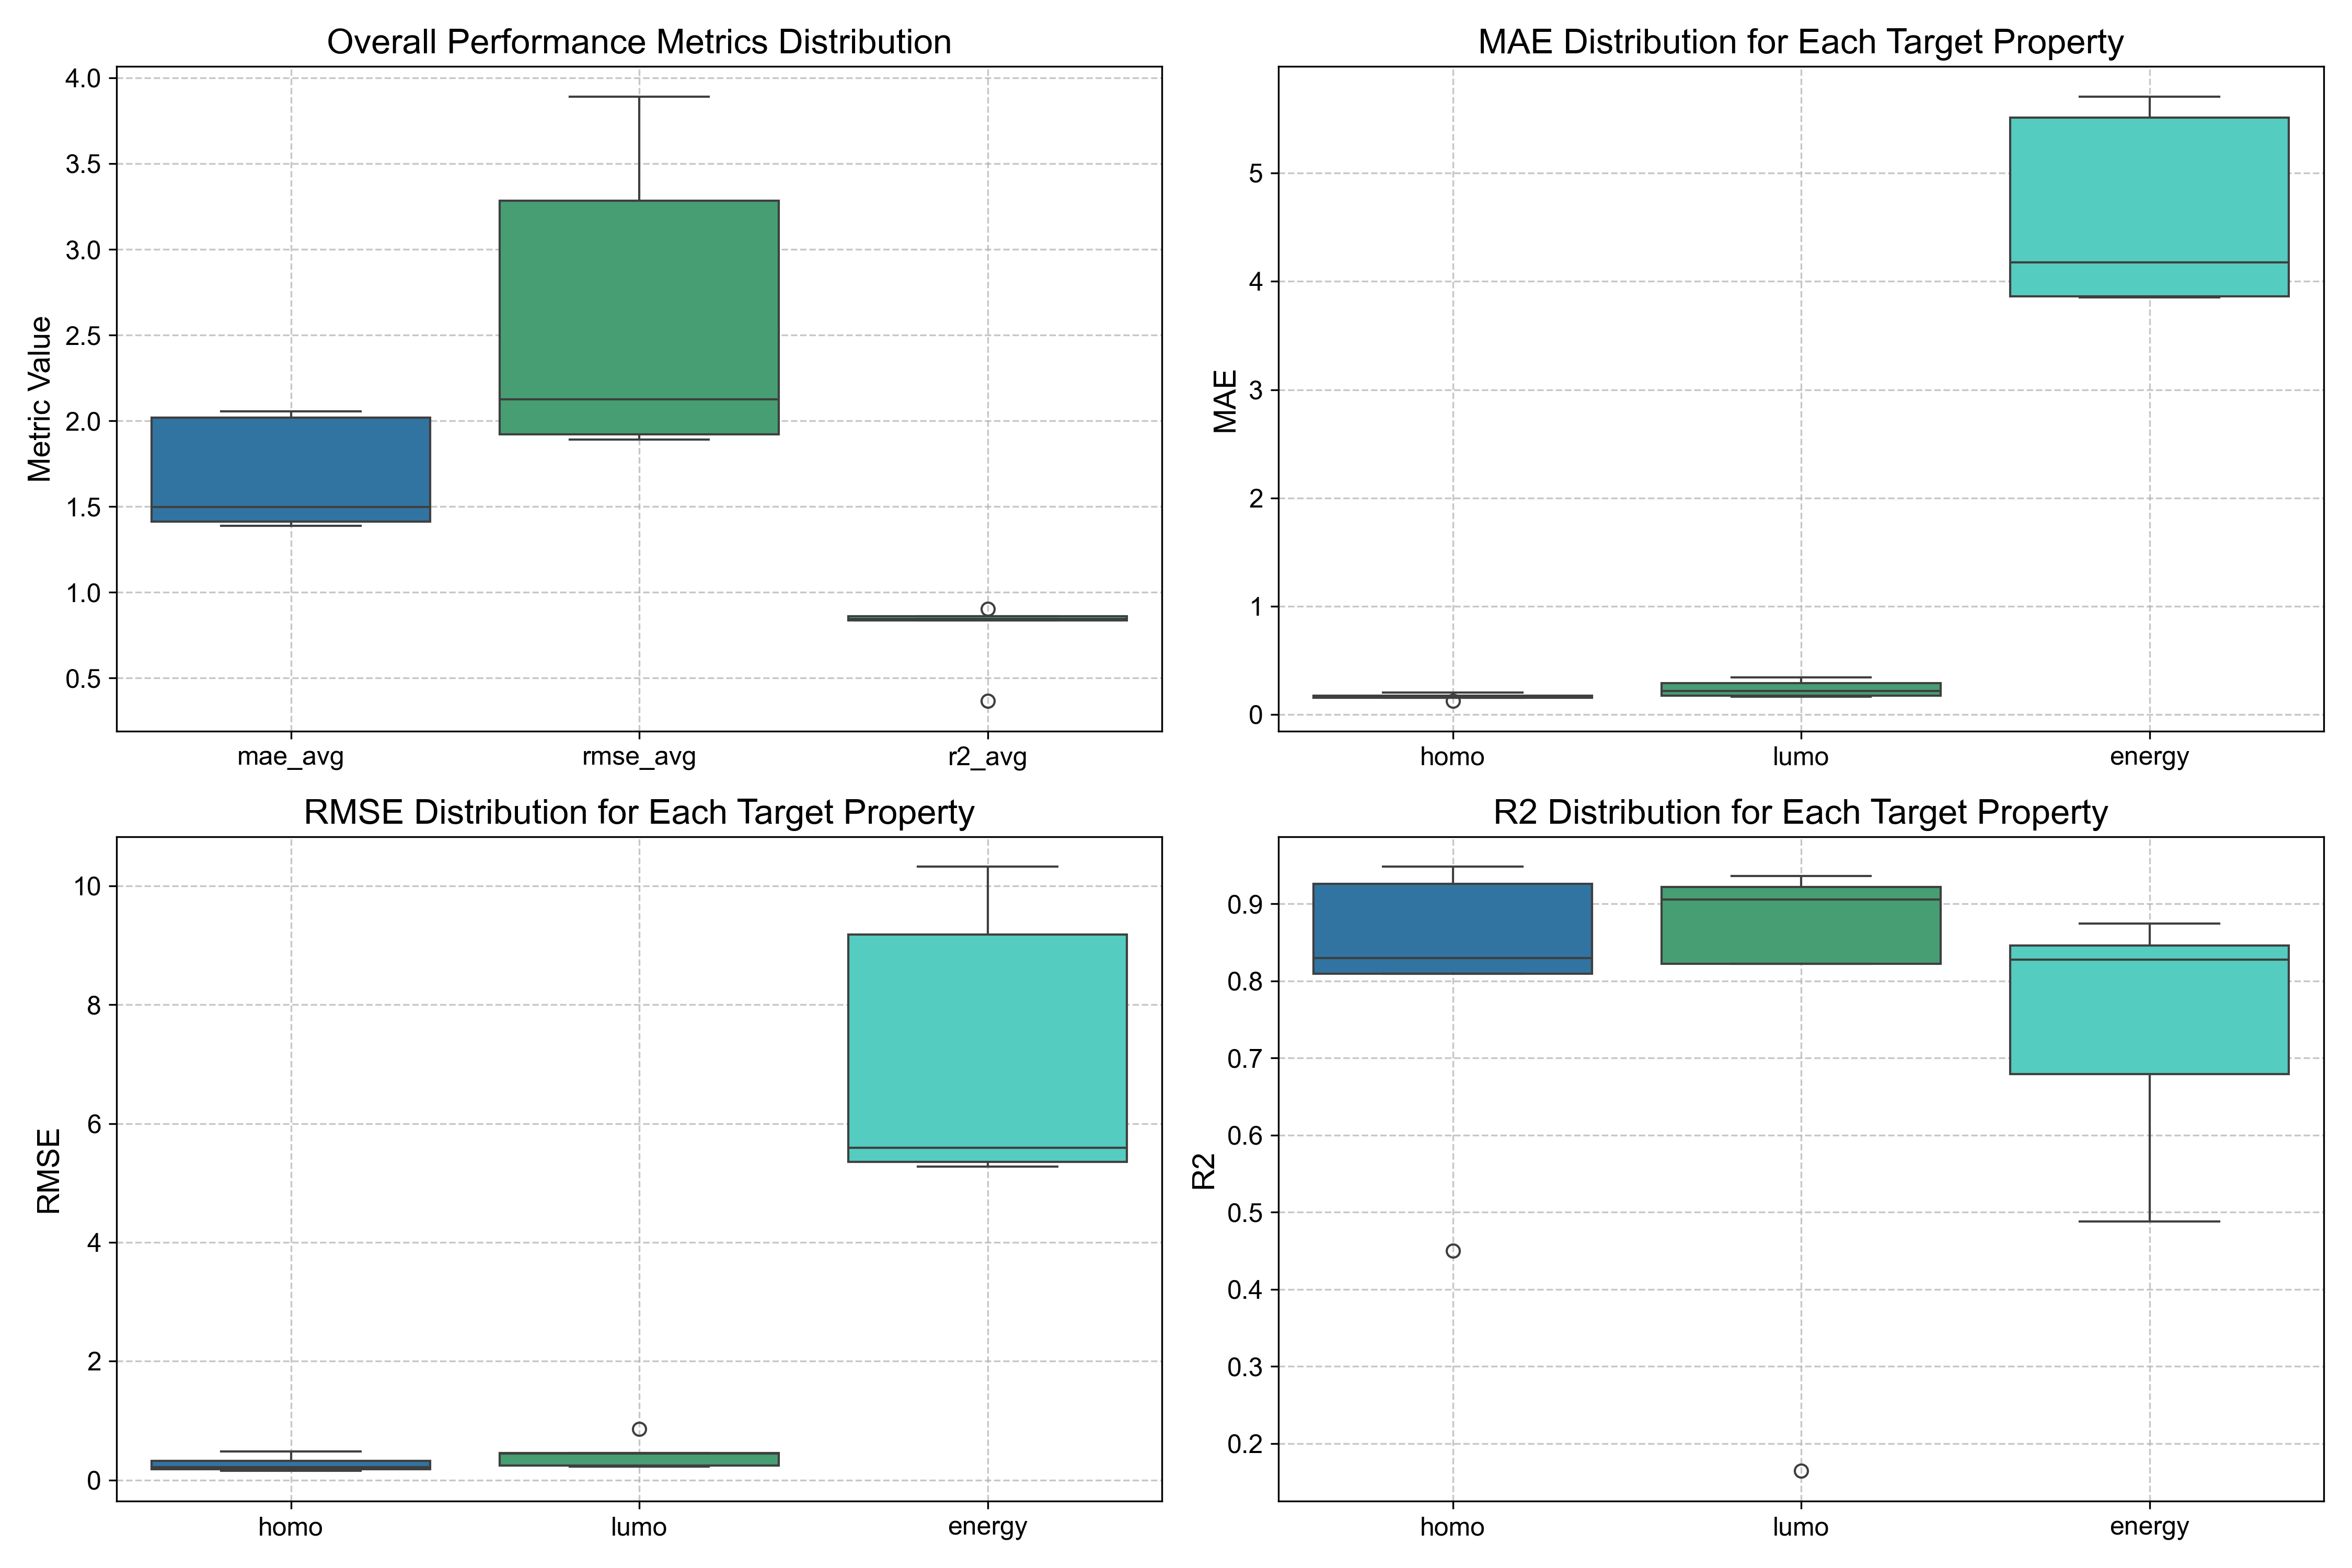 Overall Performance Metrics Distribution
4.0
3.5
3.0
2.5
2.0
1.5
1.0
0.5
Metric Value
mae_avg
rmse_avg
r2_avg
MAE Distribution for Each Target Property
5
4
3
2
1
0
MAE
homo
lumo
energy
RMSE Distribution for Each Target Property
10
8
6
4
2
0
RMSE
homo
lumo
energy
R2 Distribution for Each Target Property
0.9
0.8
0.7
0.6
0.5
0.4
0.3
0.2
R2
homo
lumo
energy